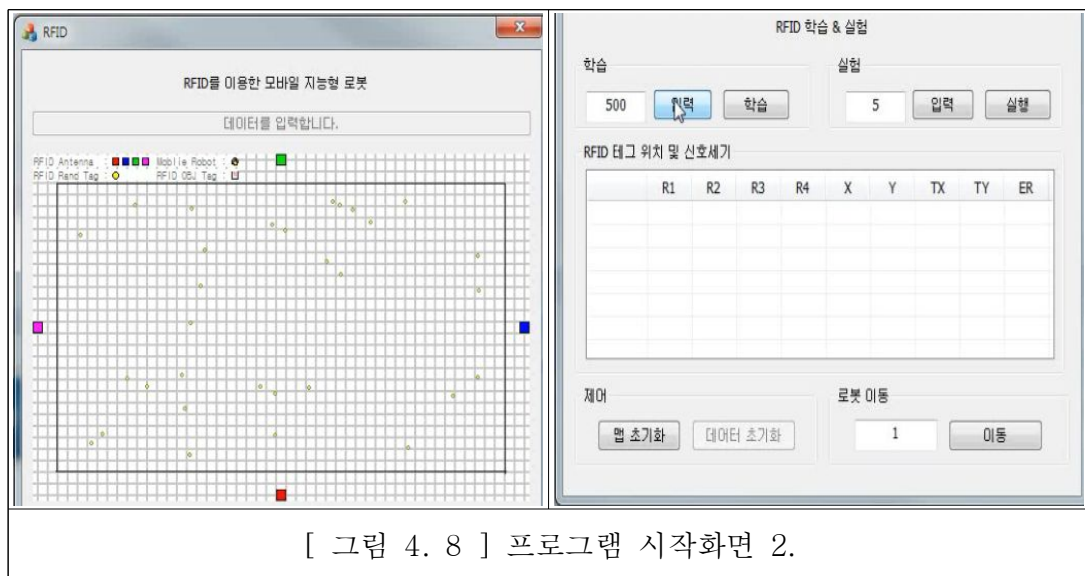 RFID
RFID를 이용한 모바일 지능형 로봇
데이터를 입력합니다.
RFID Antenna : Moblie Robot :
RFID Rand Tag : RFID OBJ Tag :
RFID 학습 & 실험
학습
500 입력 학습
실험
5 입력 실행
RFID 테그 위치 및 신호세기
R1 R2 R3 R4 X Y TX TY ER
제어
맵 초기화 데이터 초기화
로봇 이동
1 이동
[ 그림 4. 8 ] 프로그램 시작화면 2.